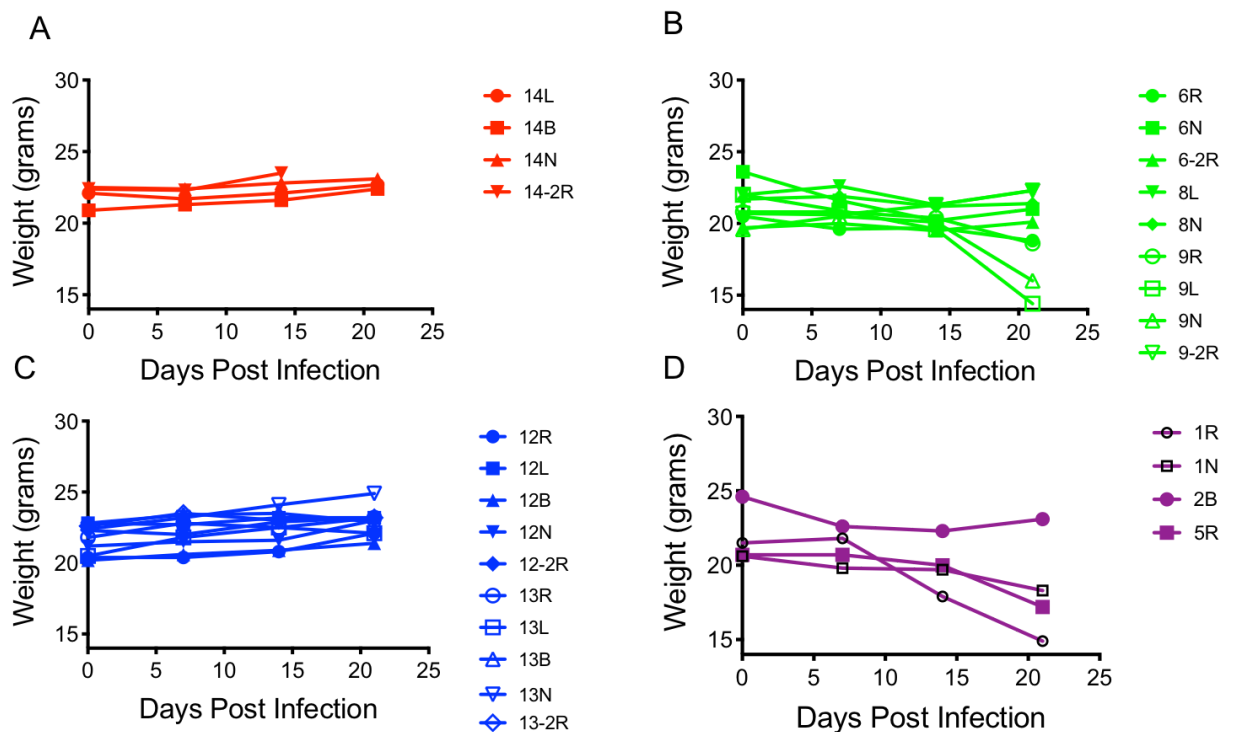 A
Weight (grams)
30
25
20
15
0 5 10 15 20 25
Days Post Infection
14L
14B
14N
14-2R
B
Weight (grams)
30
25
20
15
0 5 10 15 20 25
Days Post Infection
6R
6N
6-2R
8L
8N
9R
9L
9N
9-2R
C
Weight (grams)
30
25
20
15
0 5 10 15 20 25
Days Post Infection
12R
12L
12B
12N
12-2R
13R
13L
13B
13N
13-2R
D
Weight (grams)
30
25
20
15
0 5 10 15 20 25
Days Post Infection
1R
1N
2B
5R